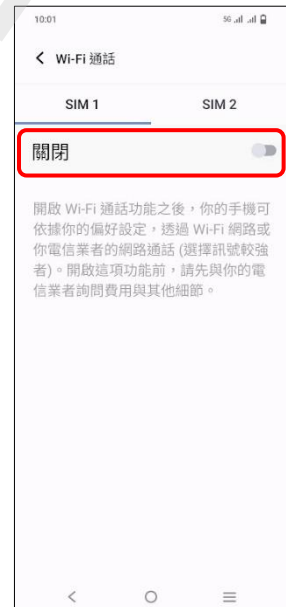 10:01 5G
Wi-Fi 通話
SIM 1 SIM 2
關閉
開啟 Wi-Fi 通話功能之後，你的手機可
依據你的偏好設定，透過 Wi-Fi 網路或
你電信業者的網路通話 (選擇訊號較強
者)。開啟這項功能前，請先與你的電
信業者詢問費用與其他細節。